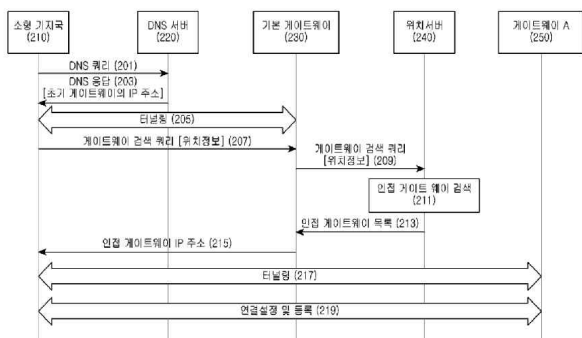 소형 기지국
(210)
DNS 서버
(220)
기본 게이트웨이
(230)
위치서버
(240)
게이트웨이 A
(250)
DNS 쿼리 (201)
DNS 응답 (203)
[초기 게이트웨이의 IP 주소]
터널링 (205)
게이트웨이 검색 쿼리 [위치정보] (207)
게이트웨이 검색 쿼리
[위치정보] (209)
인접 게이트 웨이 검색
(211)
인접 게이트웨이 목록 (213)
인접 게이트웨이 IP 주소 (215)
터널링 (217)
연결설정 및 등록 (219)